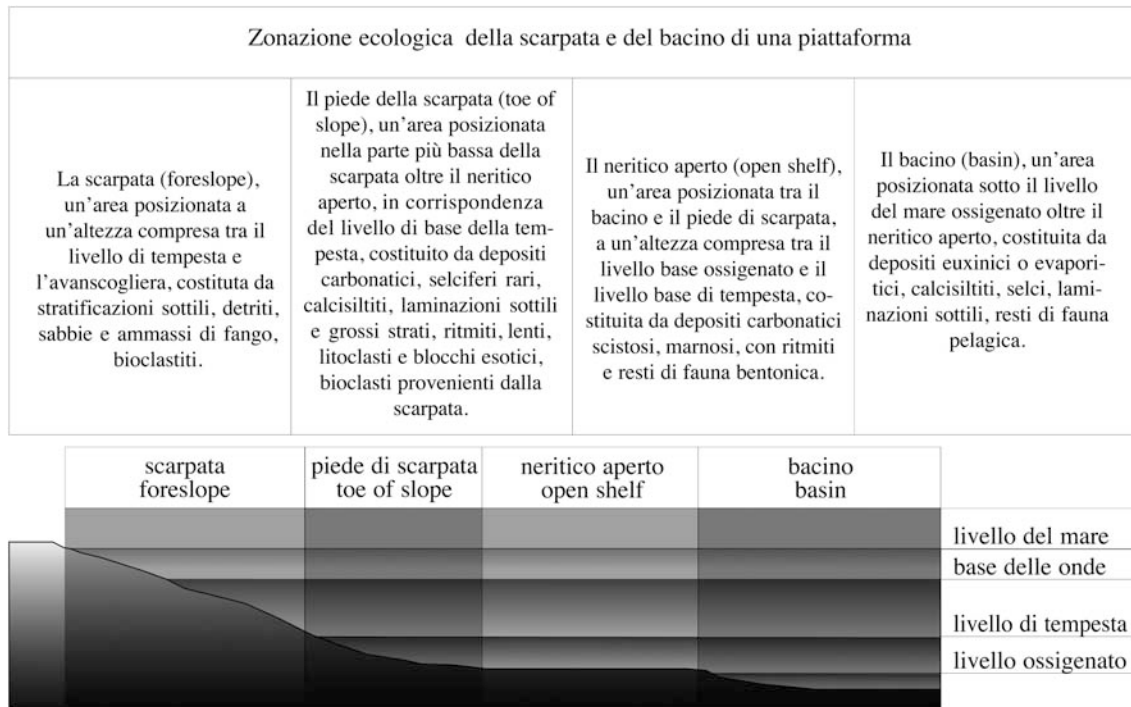 Zonazione ecologica della scarpata e del bacino di una piattaforma
La scarpata (foreslope),
un'area posizionata a
un'altezza compresa tra il
livello di tempesta e
l'avanscogliera, costituta da
stratificazioni sottili, detriti,
sabbie e ammassi di fango,
bioclastiti.
Il piede della scarpata (toe of
slope), un'area posizionata
nella parte più bassa della
scarpata oltre il neritico
aperto, in corrispondenza
del livello di base della tem-
pesta, costituito da depositi
carbonatici, selciferi rari,
calcisiltiti, laminazioni sottili
e grossi strati, ritmiti, lenti,
litoclasti e blocchi esotici,
bioclasti provenienti dalla
scarpata.
Il neritico aperto (open shelf),
un'area posizionata tra il
bacino e il piede di scarpata,
a un'altezza compresa tra il
livello base ossigenato e il
livello base di tempesta, co-
stituita da depositi carbonatici
scistosi, marnosi, con ritmiti
e resti di fauna bentonica.
Il bacino (basin), un'area
posizionata sotto il livello
del mare ossigenato oltre il
neritico aperto, costituita da
depositi euxinici o evapori-
tici, calcisiltiti, selci, lami-
nazioni sottili, resti di fauna
pelagica.
scarpata
foreslope
piede di scarpata
toe of slope
neritico aperto
open shelf
bacino
basin
livello del mare
base delle onde
livello di tempesta
livello ossigenato